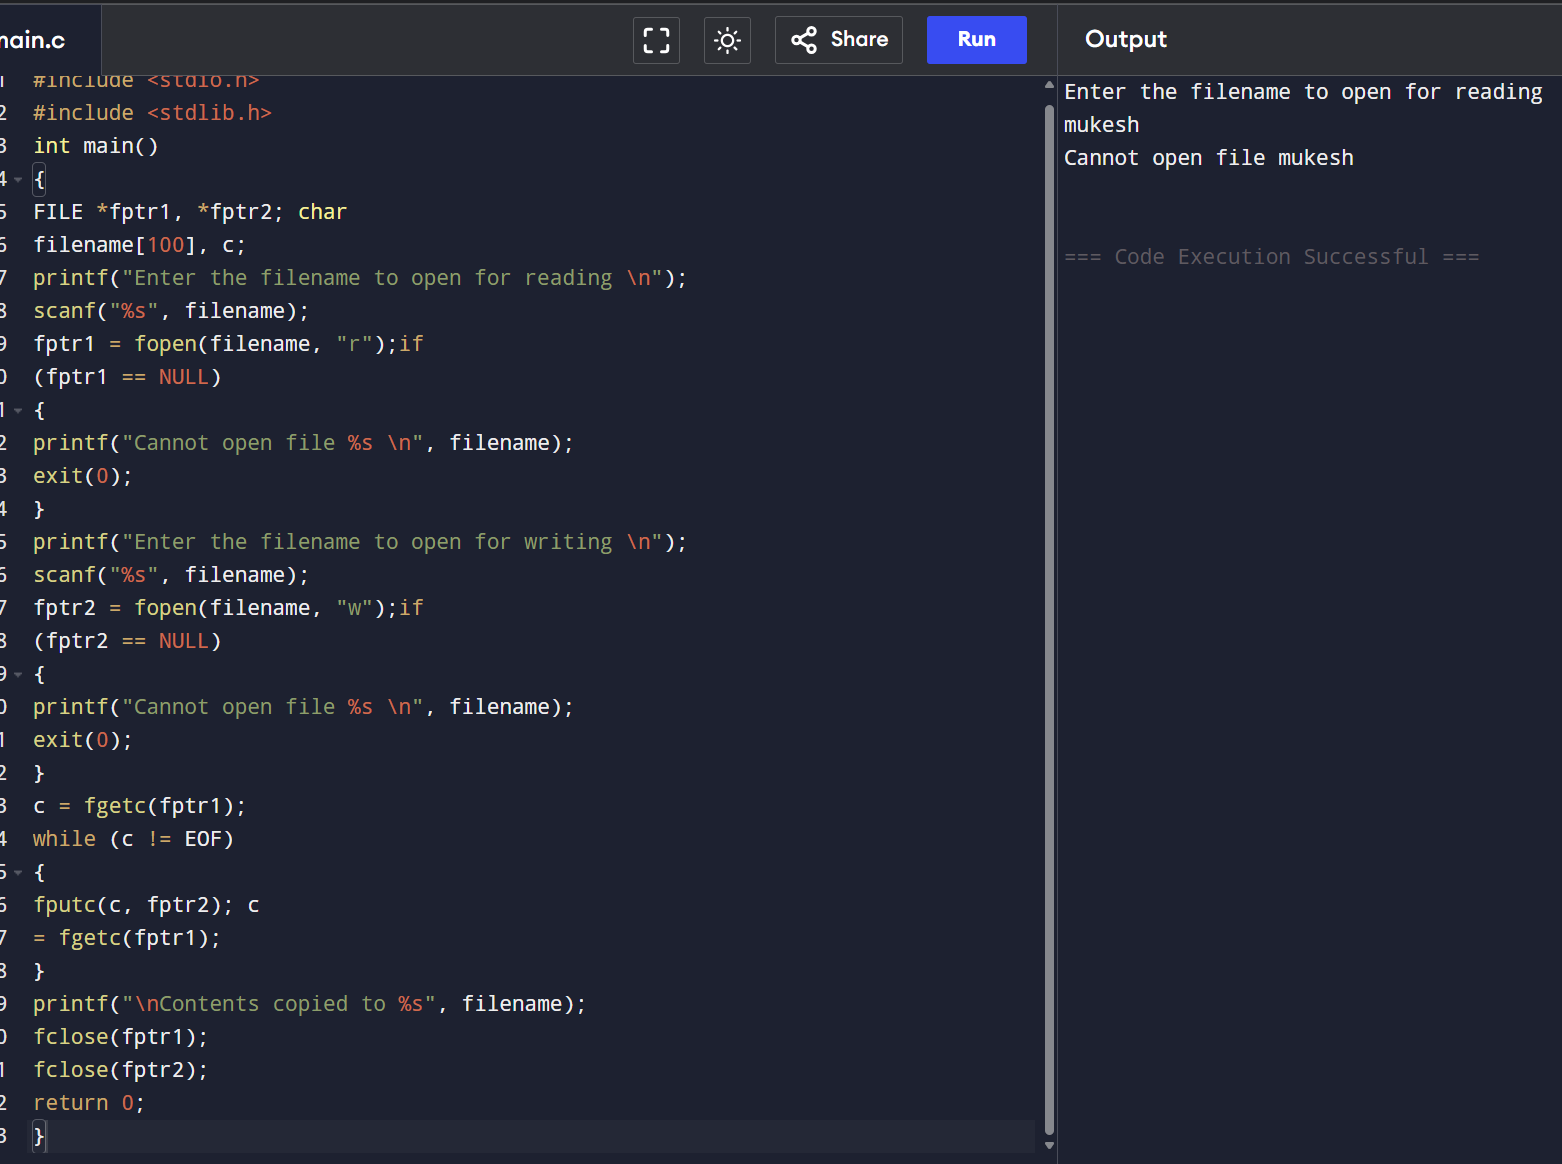 main.c
Share
Run
Output
1 #include <stdio.h>
2 #include <stdlib.h>
3 int main()
4 {
5 FILE *fptr1, *fptr2; char
6 filename[100], c;
7 printf("Enter the filename to open for reading \n");
8 scanf("%s", filename);
9 fptr1 = fopen(filename, "r");if
0 (fptr1 == NULL)
1 {
2 printf("Cannot open file %s \n", filename);
3 exit(0);
4 }
5 printf("Enter the filename to open for writing \n");
6 scanf("%s", filename);
7 fptr2 = fopen(filename, "w");if
8 (fptr2 == NULL)
9 {
0 printf("Cannot open file %s \n", filename);
1 exit(0);
2 }
3 c = fgetc(fptr1);
4 while (c != EOF)
5 {
6 fputc(c, fptr2); c
7 = fgetc(fptr1);
8 }
9 printf("\nContents copied to %s", filename);
0 fclose(fptr1);
1 fclose(fptr2);
2 return 0;
3 }
Enter the filename to open for reading
mukesh
Cannot open file mukesh
=== Code Execution Successful ===